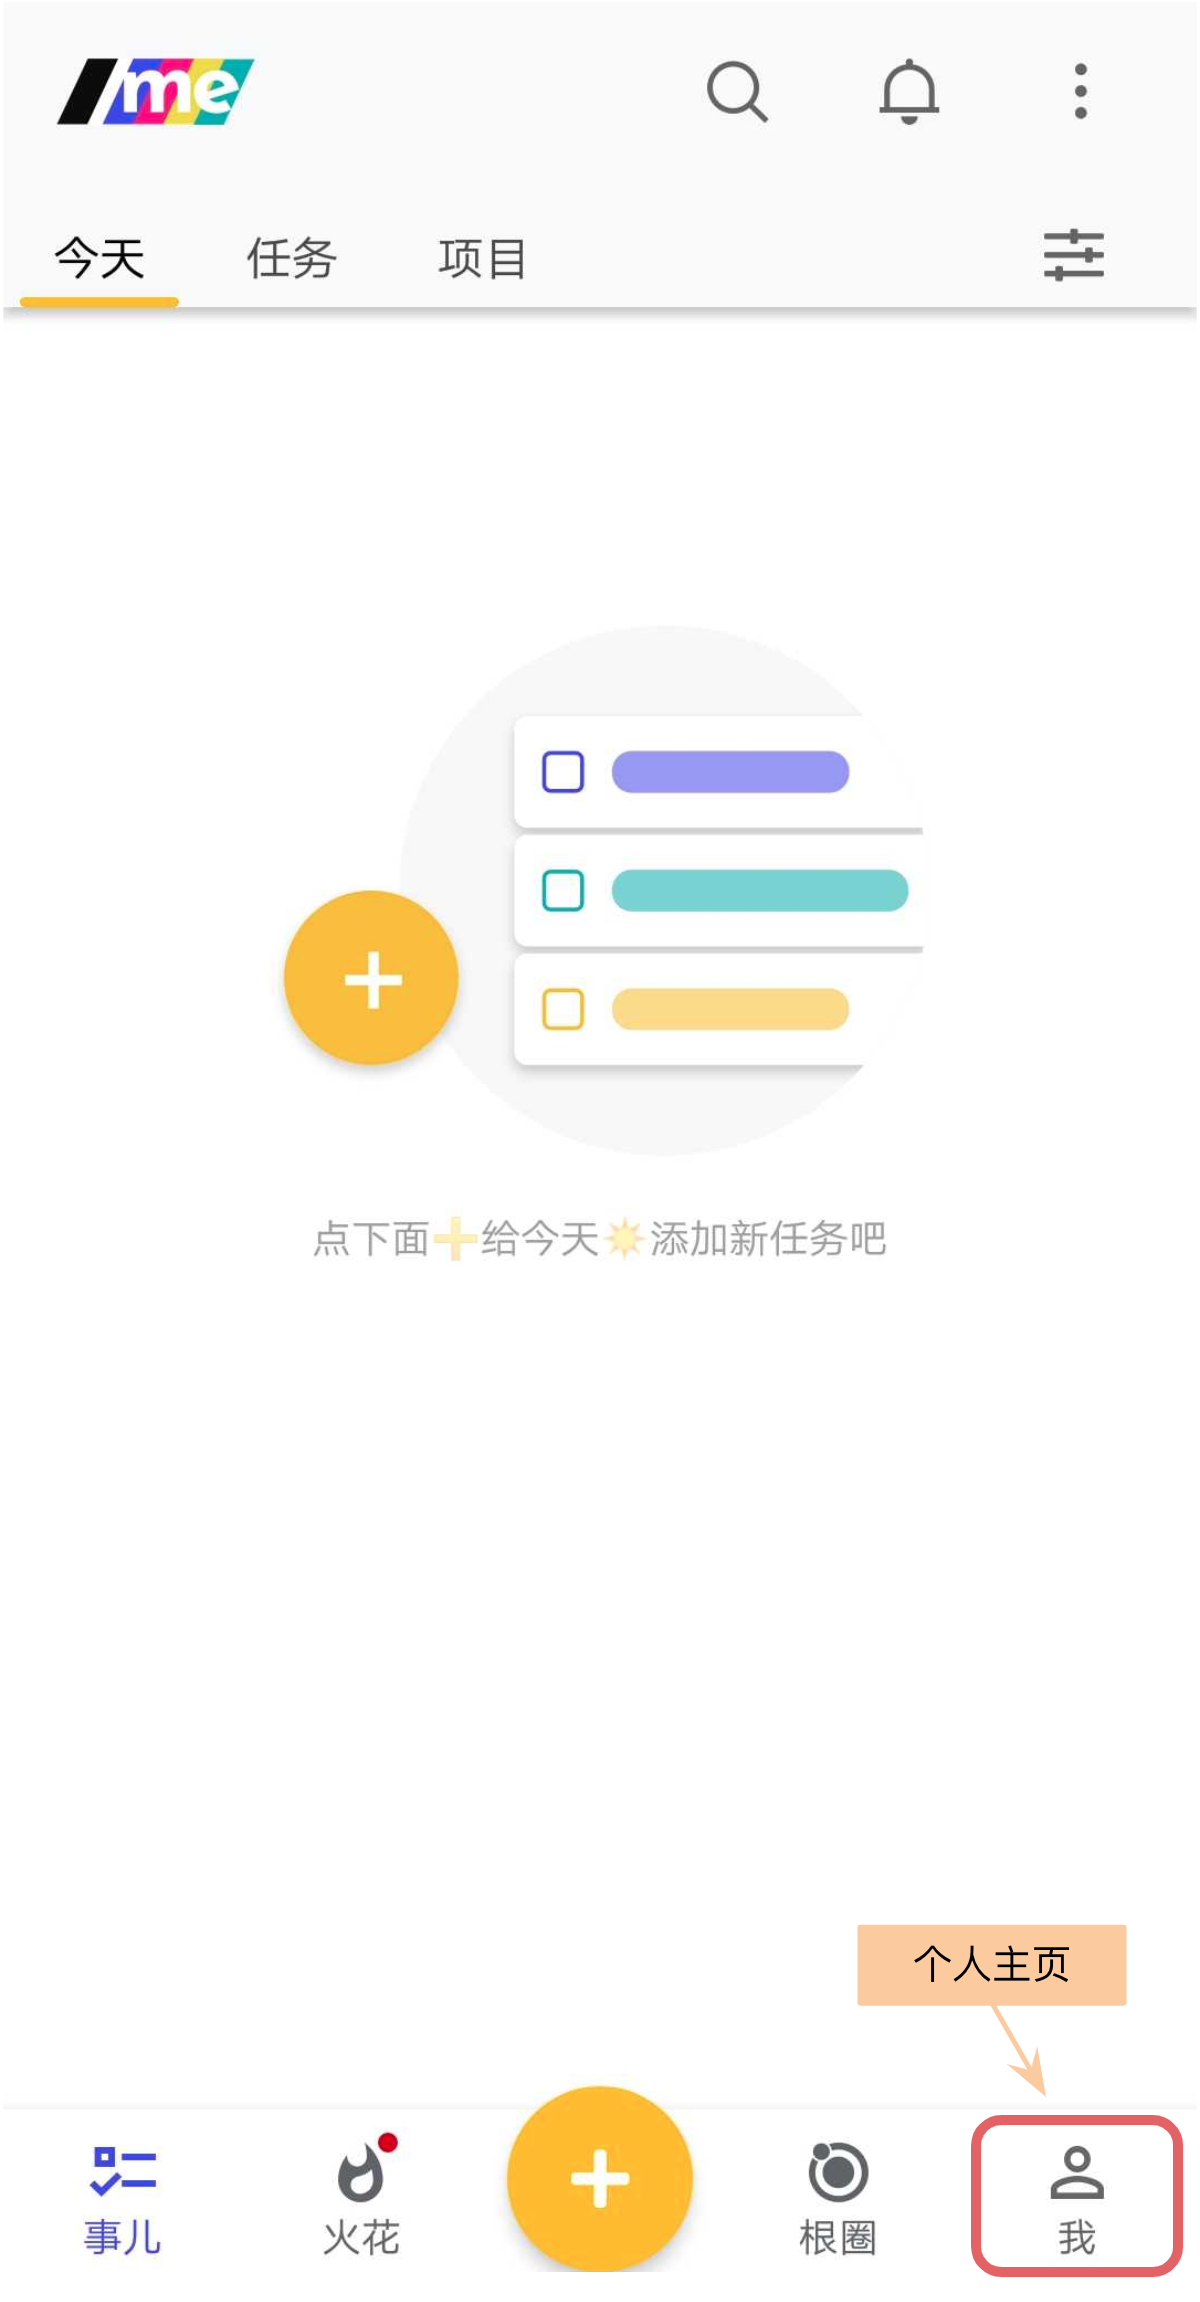 me
今天 任务 项目
点下面➕给今天☀添加新任务吧
个人主页
事儿 火花 根圈 我